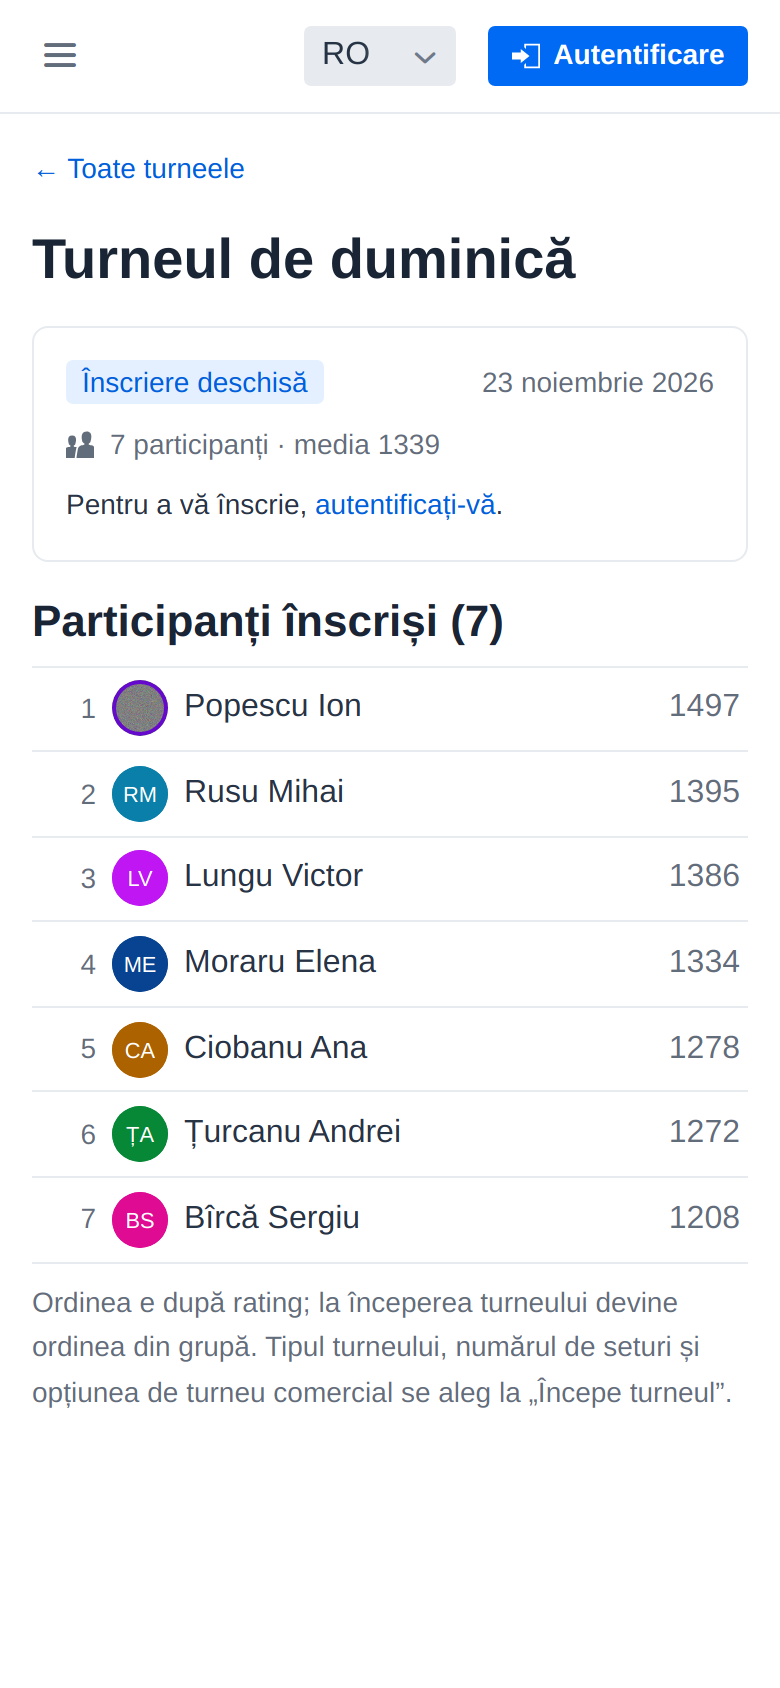 RO
Autentificare
← Toate turneele
Turneul de duminică
Înscriere deschisă
23 noiembrie 2026
7 participanți · media 1339
Pentru a vă înscrie, autentificați-vă.
Participanți înscriși (7)
1 Popescu Ion 1497
2 RM Rusu Mihai 1395
3 LV Lungu Victor 1386
4 ME Moraru Elena 1334
5 CA Ciobanu Ana 1278
6 ȚA Țurcanu Andrei 1272
7 BS Bîrcă Sergiu 1208
Ordinea e după rating; la începerea turneului devine
ordinea din grupă. Tipul turneului, numărul de seturi și
opțiunea de turneu comercial se aleg la „Începe turneul”.